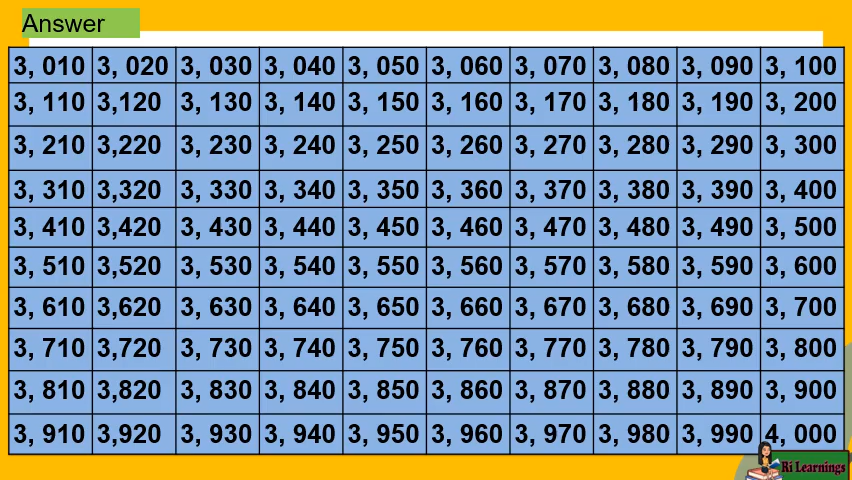 Answer
3, 010 3, 020 3, 030 3, 040 3, 050 3, 060 3, 070 3, 080 3, 090 3, 100
3, 110 3,120 3, 130 3, 140 3, 150 3, 160 3, 170 3, 180 3, 190 3, 200
3, 210 3,220 3, 230 3, 240 3, 250 3, 260 3, 270 3, 280 3, 290 3, 300
3, 310 3,320 3, 330 3, 340 3, 350 3, 360 3, 370 3, 380 3, 390 3, 400
3, 410 3,420 3, 430 3, 440 3, 450 3, 460 3, 470 3, 480 3, 490 3, 500
3, 510 3,520 3, 530 3, 540 3, 550 3, 560 3, 570 3, 580 3, 590 3, 600
3, 610 3,620 3, 630 3, 640 3, 650 3, 660 3, 670 3, 680 3, 690 3, 700
3, 710 3,720 3, 730 3, 740 3, 750 3, 760 3, 770 3, 780 3, 790 3, 800
3, 810 3,820 3, 830 3, 840 3, 850 3, 860 3, 870 3, 880 3, 890 3, 900
3, 910 3,920 3, 930 3, 940 3, 950 3, 960 3, 970 3, 980 3, 990 4, 000
Ri Learnings